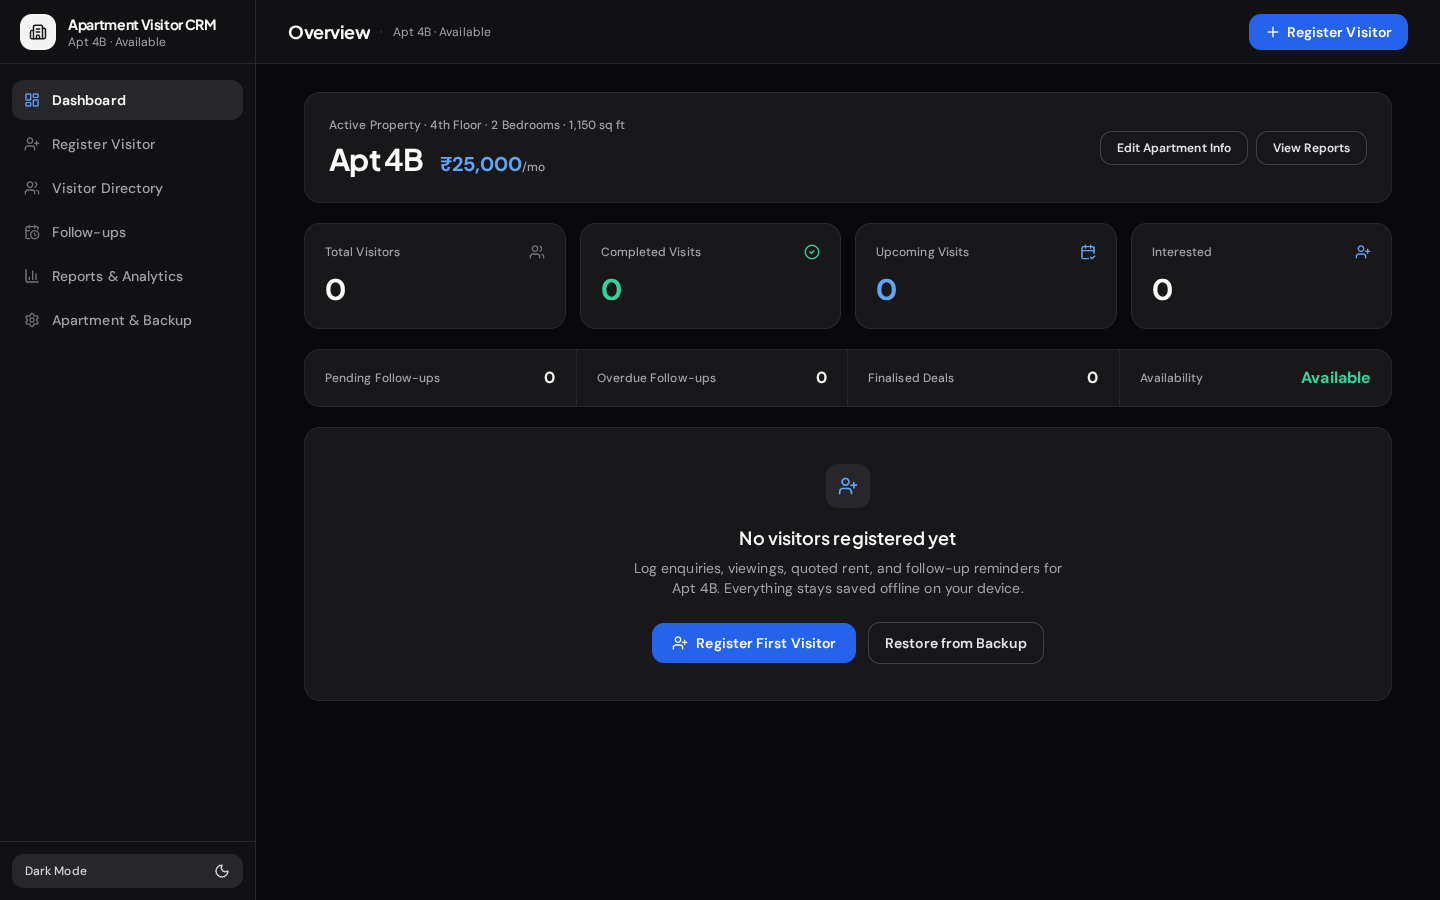 Apartment Visitor CRM
Apt 4B · Available
Dashboard
Register Visitor
Visitor Directory
Follow-ups
Reports & Analytics
Apartment & Backup
Dark Mode
Overview · Apt 4B · Available
Register Visitor
Active Property · 4th Floor · 2 Bedrooms · 1,150 sq ft
Apt 4B ₹25,000/mo
Edit Apartment Info
View Reports
Total Visitors
0
Completed Visits
0
Upcoming Visits
0
Interested
0
Pending Follow-ups 0
Overdue Follow-ups 0
Finalised Deals 0
Availability Available
No visitors registered yet
Log enquiries, viewings, quoted rent, and follow-up reminders for
Apt 4B. Everything stays saved offline on your device.
Register First Visitor
Restore from Backup